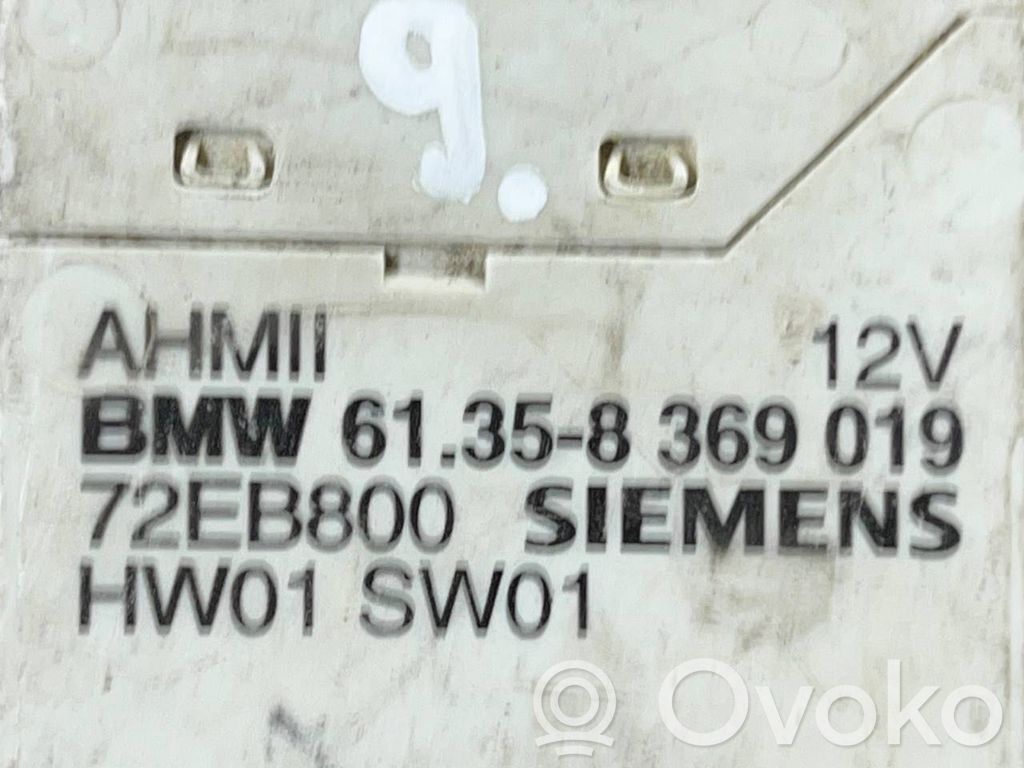 9.
AHMII 12V
BMW 61.35-8 369 019
72EB800 SIEMENS
HW01 SW01
Ovoko